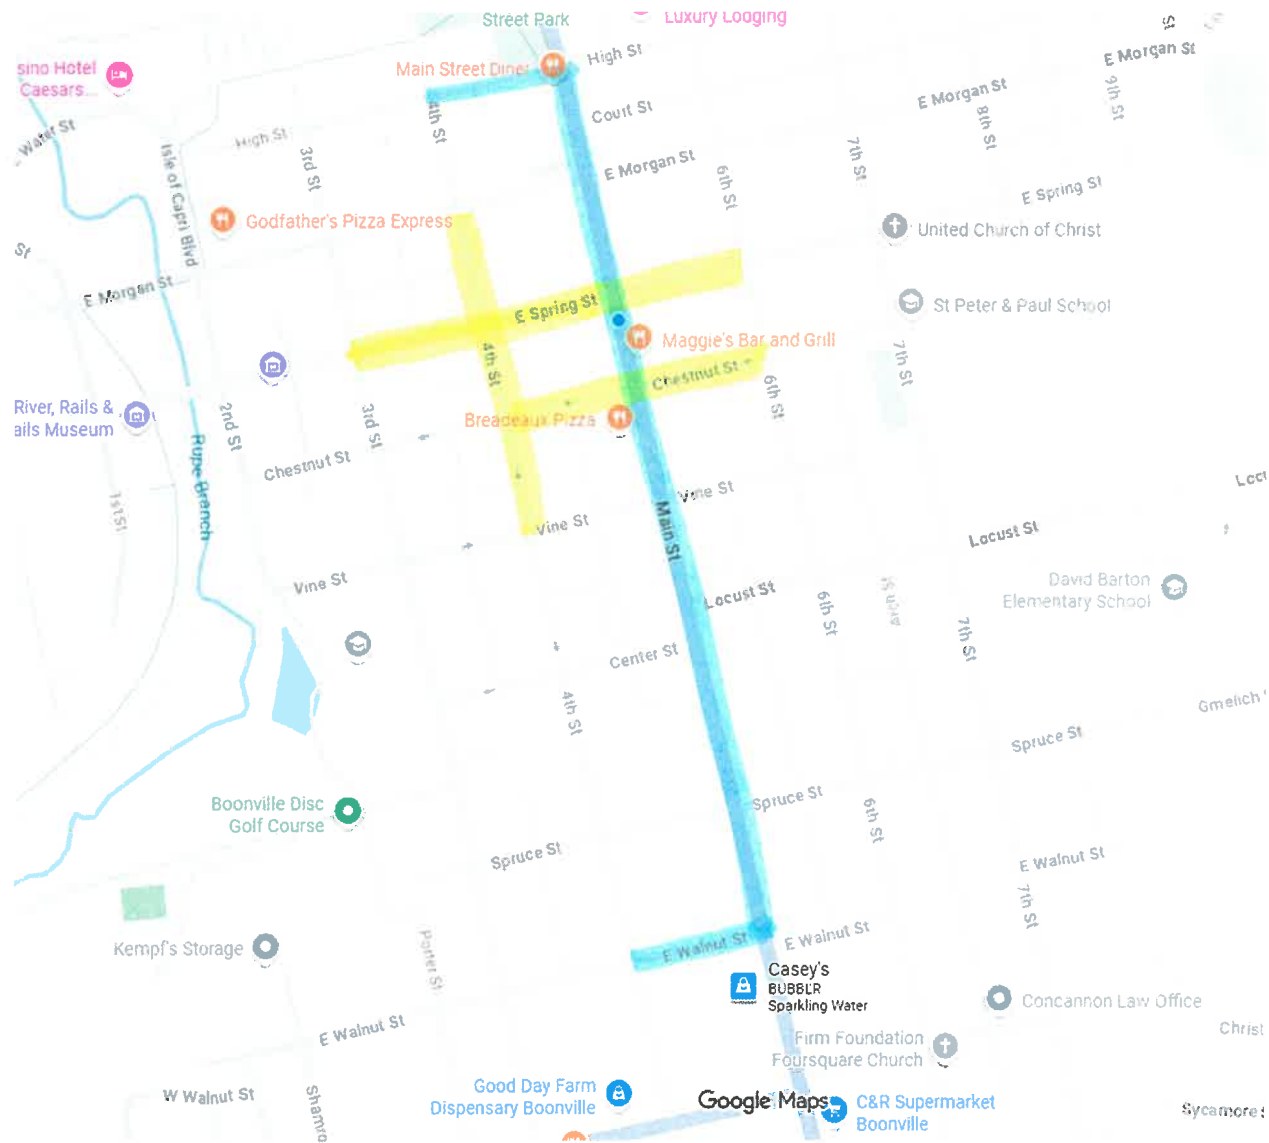 Street Park
Luxury Lodging
St
High St
E Morgan St
sino Hotel
Caesars...
Main Street Diner
E Morgan St
9th St
8th St
Court St
4th St
E Water St
High St
3rd St
Isle of Capri Blvd
7th St
E Morgan St
6th St
E Spring St
Godfather's Pizza Express
United Church of Christ
St
E Morgan St
E Spring St
St Peter & Paul School
Maggie's Bar and Grill
4th St
7th St
Chestnut St
6th St
River, Rails &
ails Museum
2nd St
3rd St
Breadeaux Pizza
Rupe Branch
Chestnut St
1st St
Vine St
Main St
Vine St
Locust St
Vine St
David Barton
Elementary School
Locust St
6th St
7th St
Center St
4th St
Gmelich
Spruce St
Boonville Disc
Golf Course
Spruce St
6th St
Spruce St
E Walnut St
7th St
Kempf's Storage
Porter St
E Walnut St
E Walnut St
Casey's
BUBBLR
Sparkling Water
Concannon Law Office
E Walnut St
Firm Foundation
Foursquare Church
Christ
W Walnut St
Shamro
Good Day Farm
Dispensary Boonville
Google Maps
C&R Supermarket
Boonville
Sycamore S